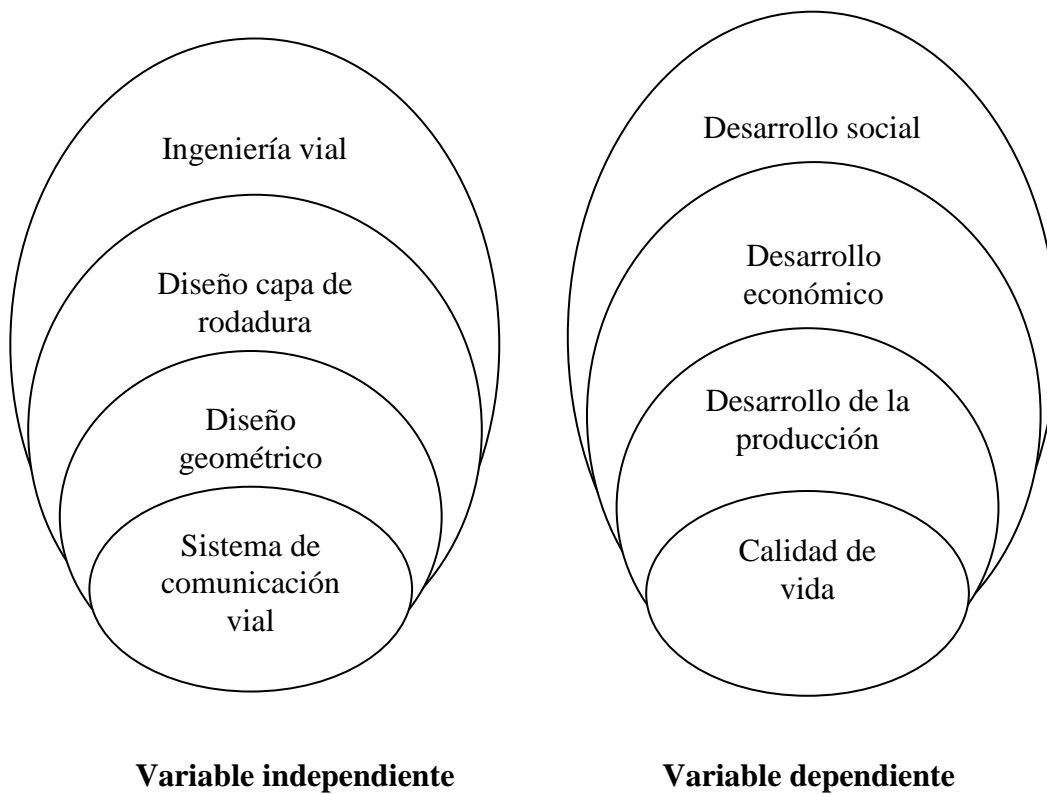 Ingeniería vial
Diseño capa de
rodadura
Diseño
geométrico
Sistema de
comunicación
vial
Variable independiente
Desarrollo social
Desarrollo
económico
Desarrollo de la
producción
Calidad de
vida
Variable dependiente